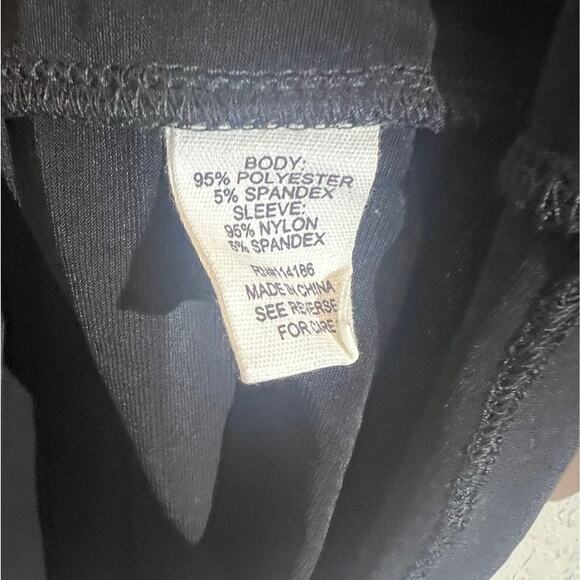 BODY:
95% POLYESTER
5% SPANDEX
SLEEVE:
95% NYLON
5% SPANDEX
RN#114186
MADE IN CHINA
SEE REVERSE
FOR CARE